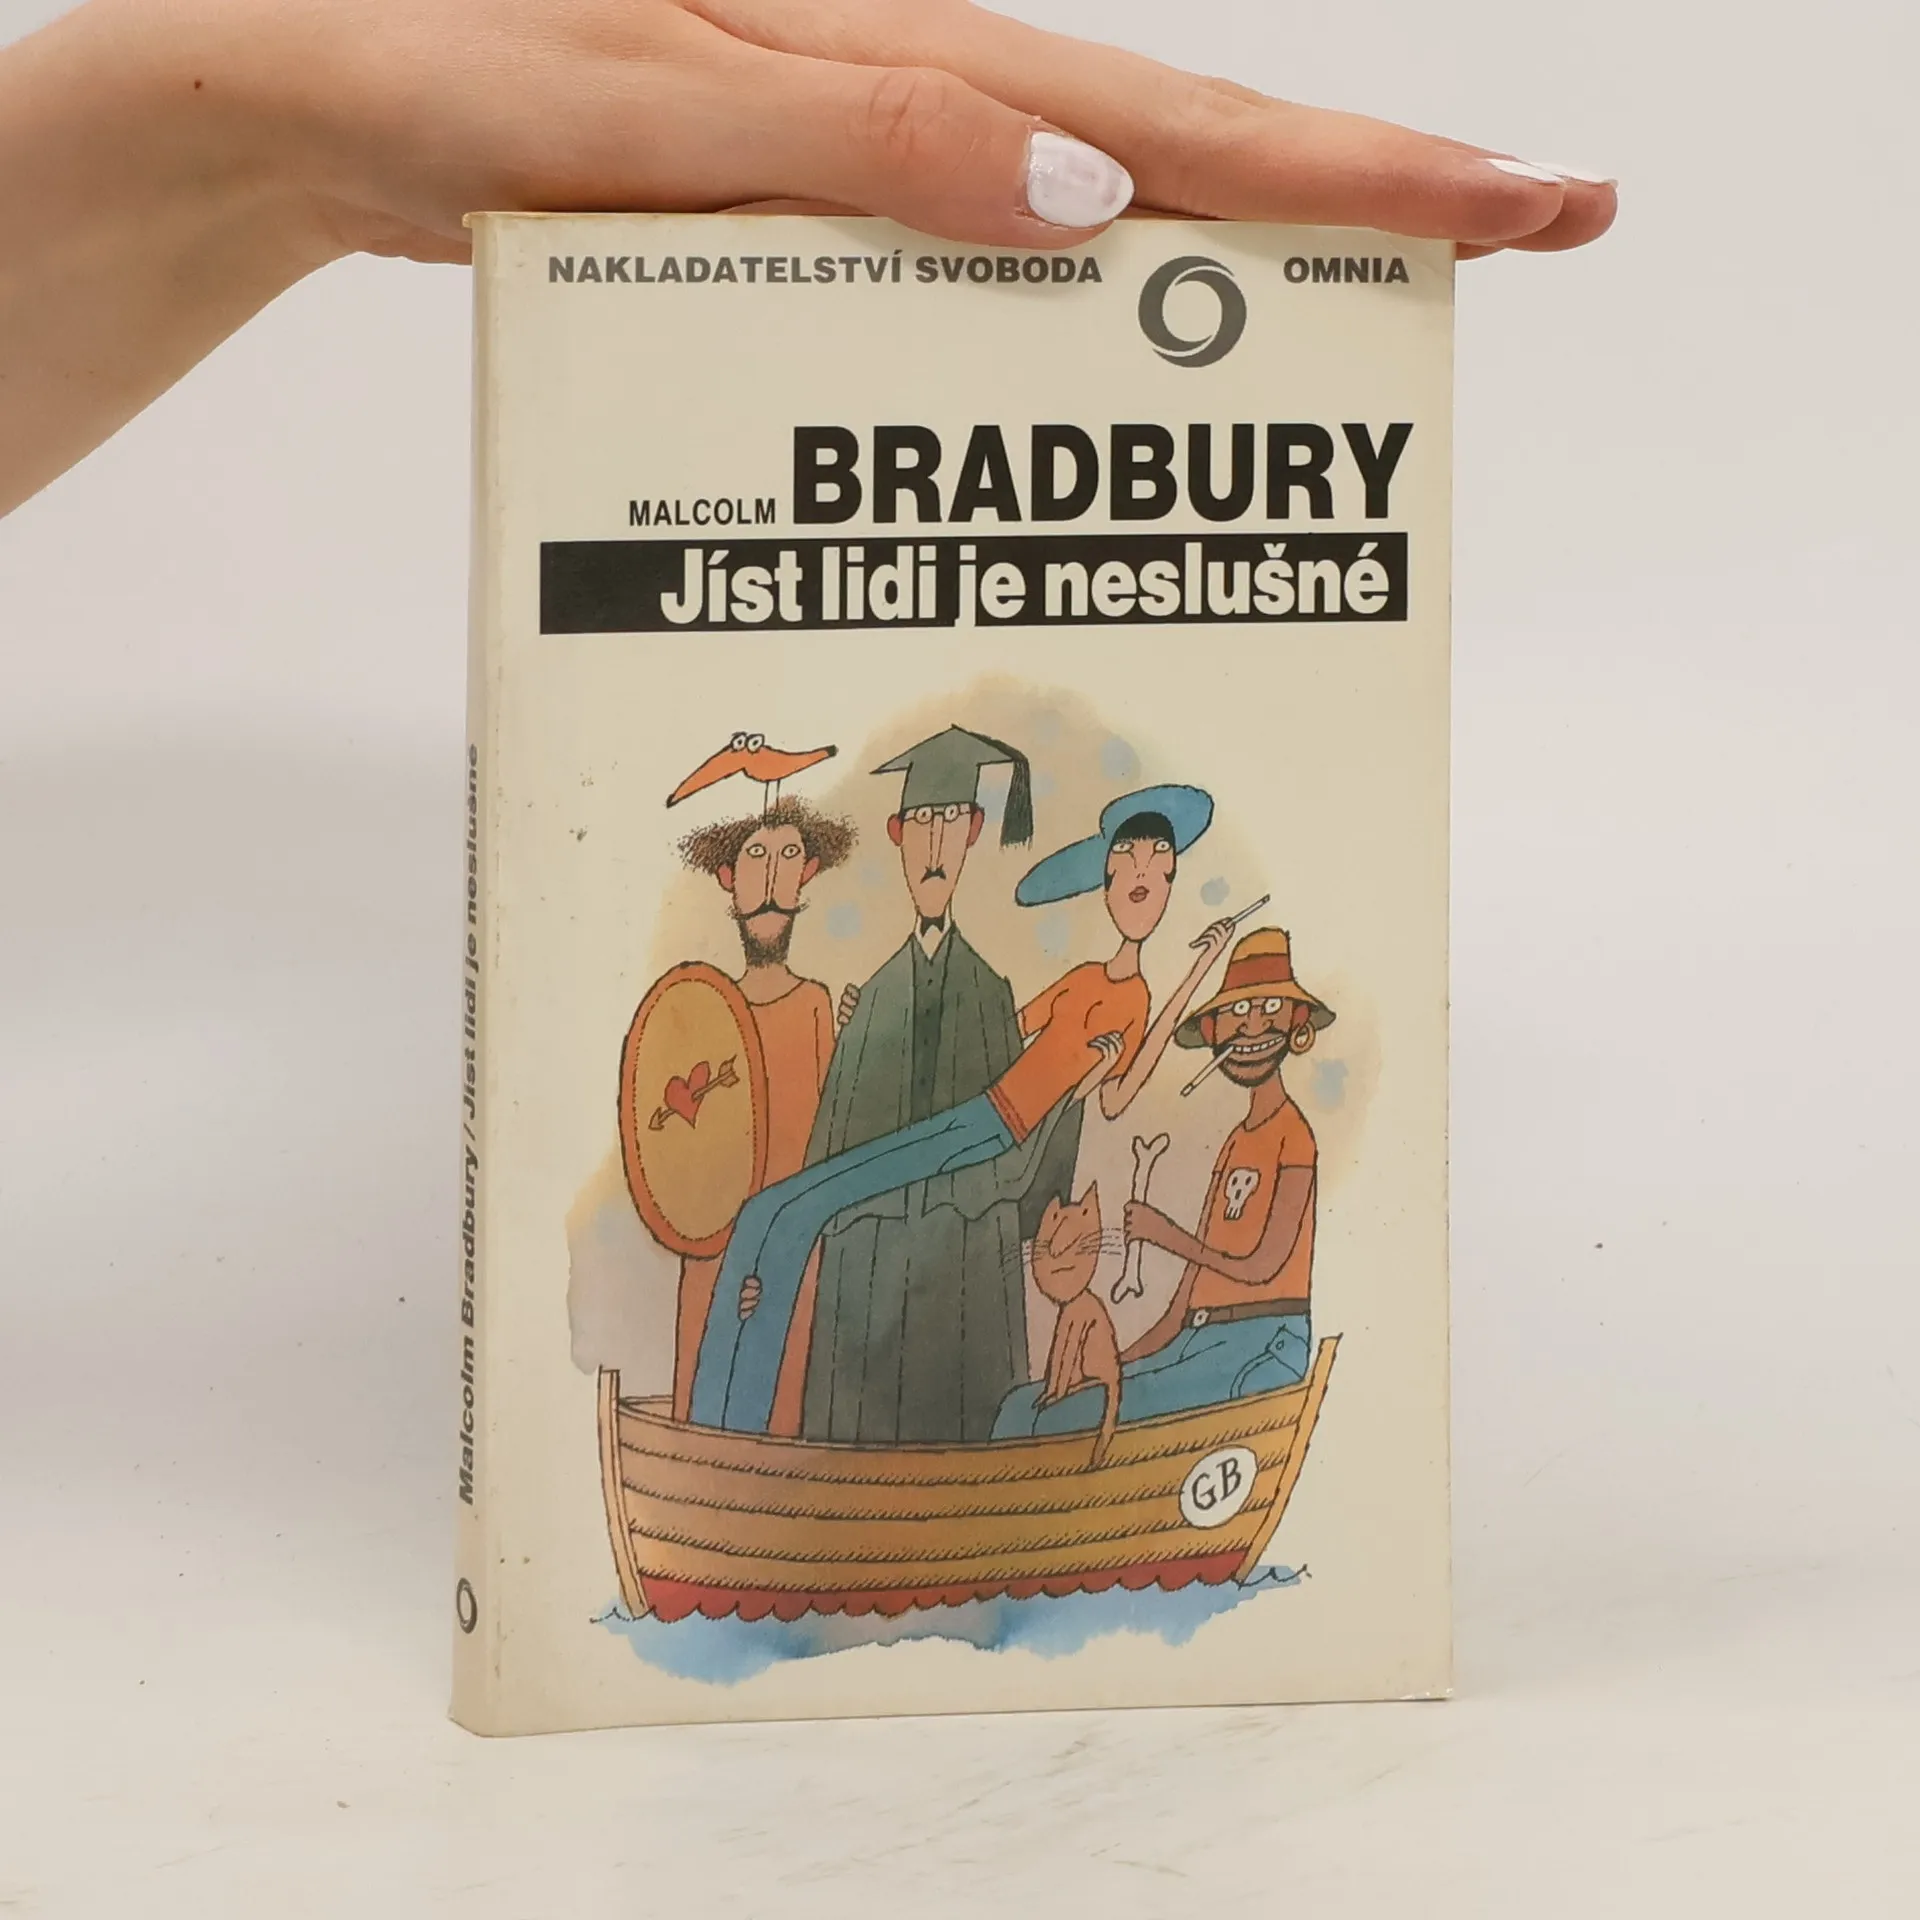 NAKLADATELSTVÍ SVOBODA OMNIA
MALCOLM BRADBURY
Jíst lidi je neslušné
GB
Malcolm Bradbury / Jíst lidi je neslušné